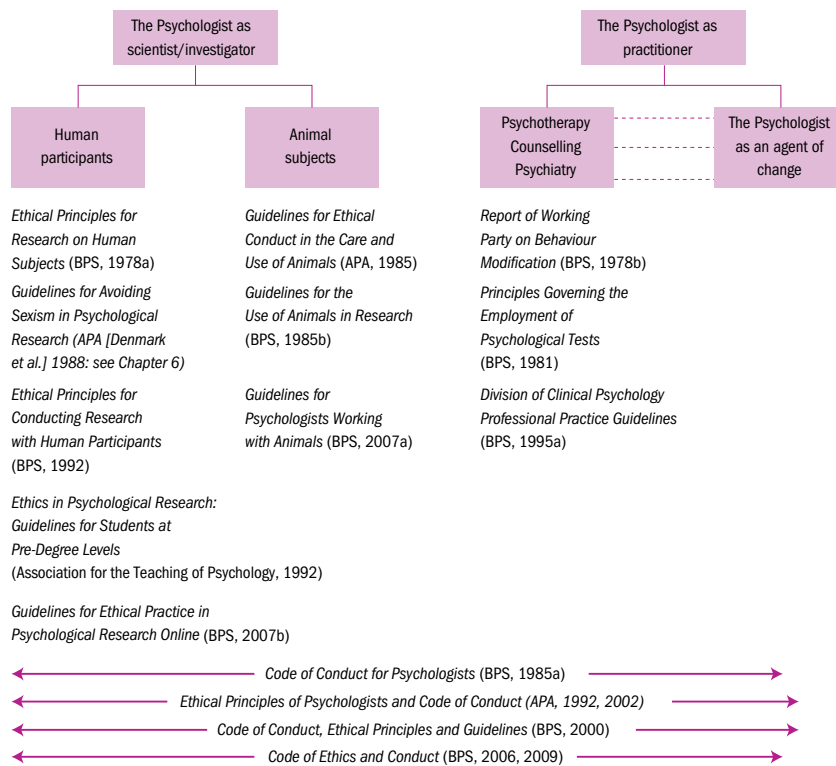 The Psychologist as
scientist/investigator
The Psychologist as
practitioner
Human
participants
Animal
subjects
Psychotherapy
Counselling
Psychiatry
The Psychologist
as an agent of
change
Ethical Principles for
Research on Human
Subjects (BPS, 1978a)
Guidelines for Avoiding
Sexism in Psychological
Research (APA [Denmark
et al.] 1988: see Chapter 6)
Ethical Principles for
Conducting Research
with Human Participants
(BPS, 1992)
Ethics in Psychological Research:
Guidelines for Students at
Pre-Degree Levels
(Association for the Teaching of Psychology, 1992)
Guidelines for Ethical Practice in
Psychological Research Online (BPS, 2007b)
Guidelines for Ethical
Conduct in the Care and
Use of Animals (APA, 1985)
Guidelines for the
Use of Animals in Research
(BPS, 1985b)
Guidelines for
Psychologists Working
with Animals (BPS, 2007a)
Report of Working
Party on Behaviour
Modification (BPS, 1978b)
Principles Governing the
Employment of
Psychological Tests
(BPS, 1981)
Division of Clinical Psychology
Professional Practice Guidelines
(BPS, 1995a)
Code of Conduct for Psychologists (BPS, 1985a)
Ethical Principles of Psychologists and Code of Conduct (APA, 1992, 2002)
Code of Conduct, Ethical Principles and Guidelines (BPS, 2000)
Code of Ethics and Conduct (BPS, 2006, 2009)